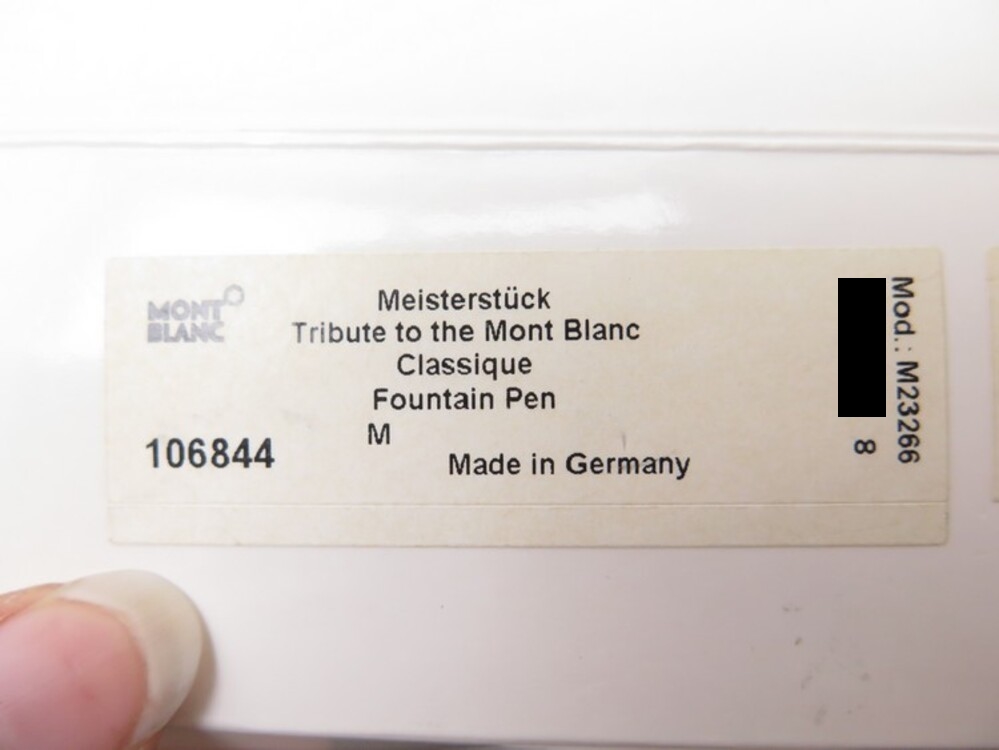 MONT
BLANC
Meisterstück
Tribute to the Mont Blanc
Classique
Fountain Pen
M
106844
Made in Germany
8
Mod.: M23266